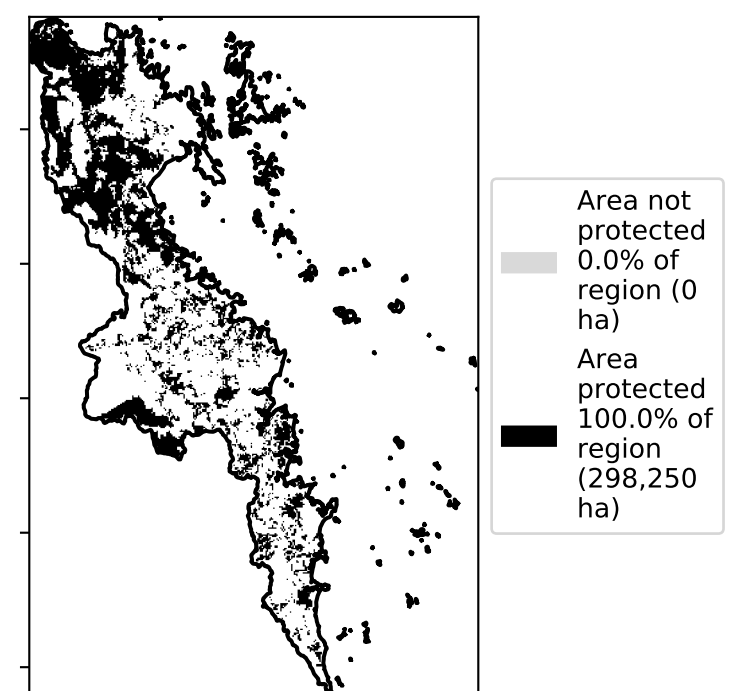 Area not
protected
0.0% of
region (0
ha)
Area
protected
100.0% of
region
(298,250
ha)